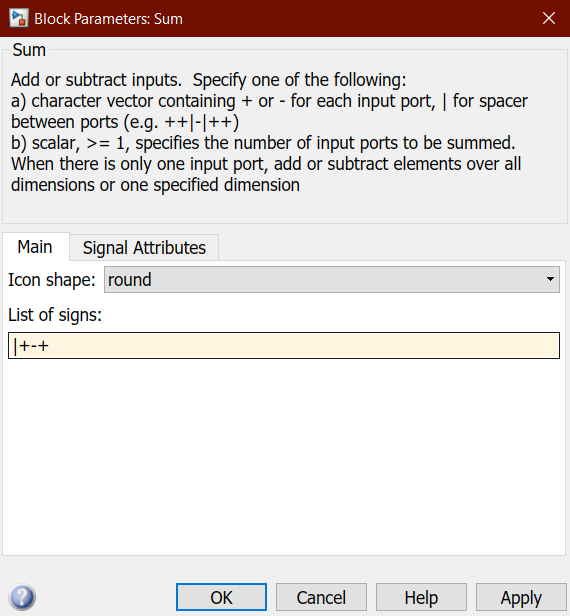 Block Parameters: Sum
Sum
Add or subtract inputs.  Specify one of the following:
a) character vector containing + or - for each input port, | for spacer
between ports (e.g. ++|-|++)
b) scalar, >= 1, specifies the number of input ports to be summed.
When there is only one input port, add or subtract elements over all
dimensions or one specified dimension
Main
Signal Attributes
Icon shape: round
List of signs:
|+-+
?
OK
Cancel
Help
Apply